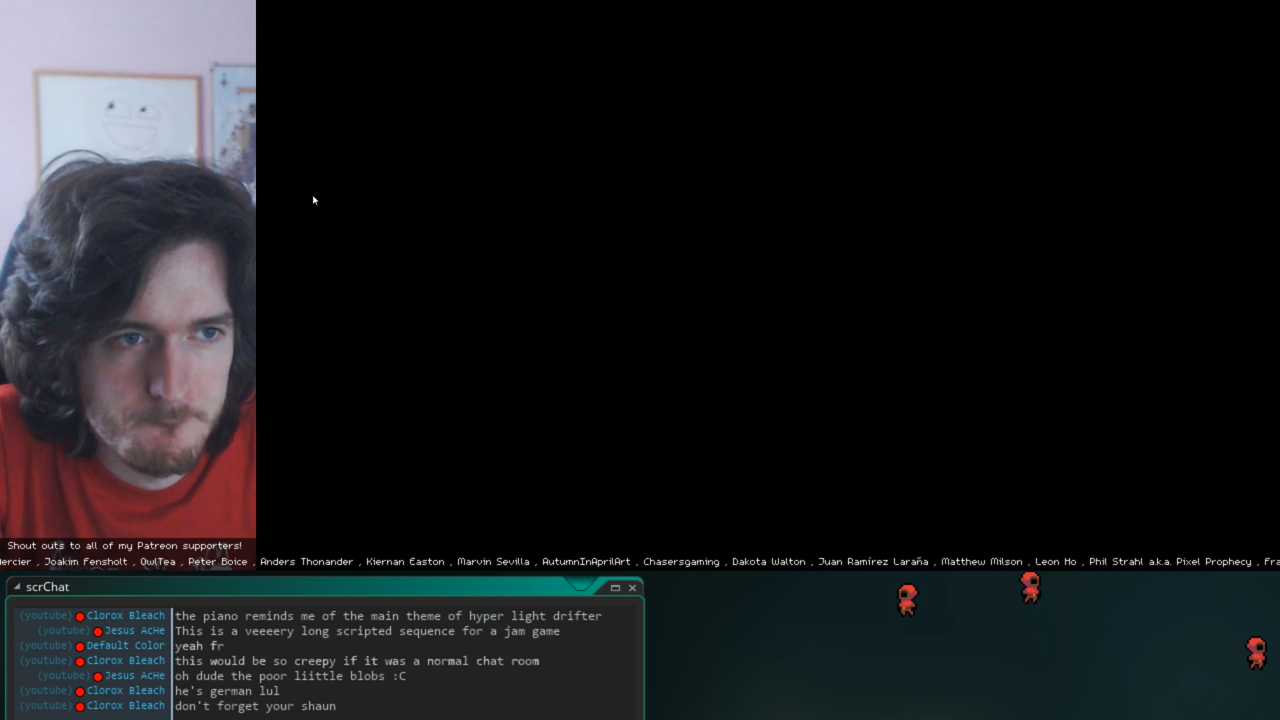 Shout outs to all of my Patreon supporters!
ercier , Joakim Fensholt , OwlTea , Peter Boice , Anders Thonander , Kiernan Easton , Marvin Sevilla , AutumnInAprilArt , Chasersgaming , Dakota Walton , Juan Ramírez Laraña , Matthew Milson , Leon Ho , Phil Strahl a.k.a. Pixel Prophecy , Fra
scrChat
(youtube) Clorox Bleach the piano reminds me of the main theme of hyper light drifter
(youtube) Jesus AcHe This is a veeeery long scripted sequence for a jam game
(youtube) Default Color yeah fr
(youtube) Clorox Bleach this would be so creepy if it was a normal chat room
(youtube) Jesus AcHe oh dude the poor liittle blobs :C
(youtube) Clorox Bleach he's german lul
(youtube) Clorox Bleach don't forget your shaun